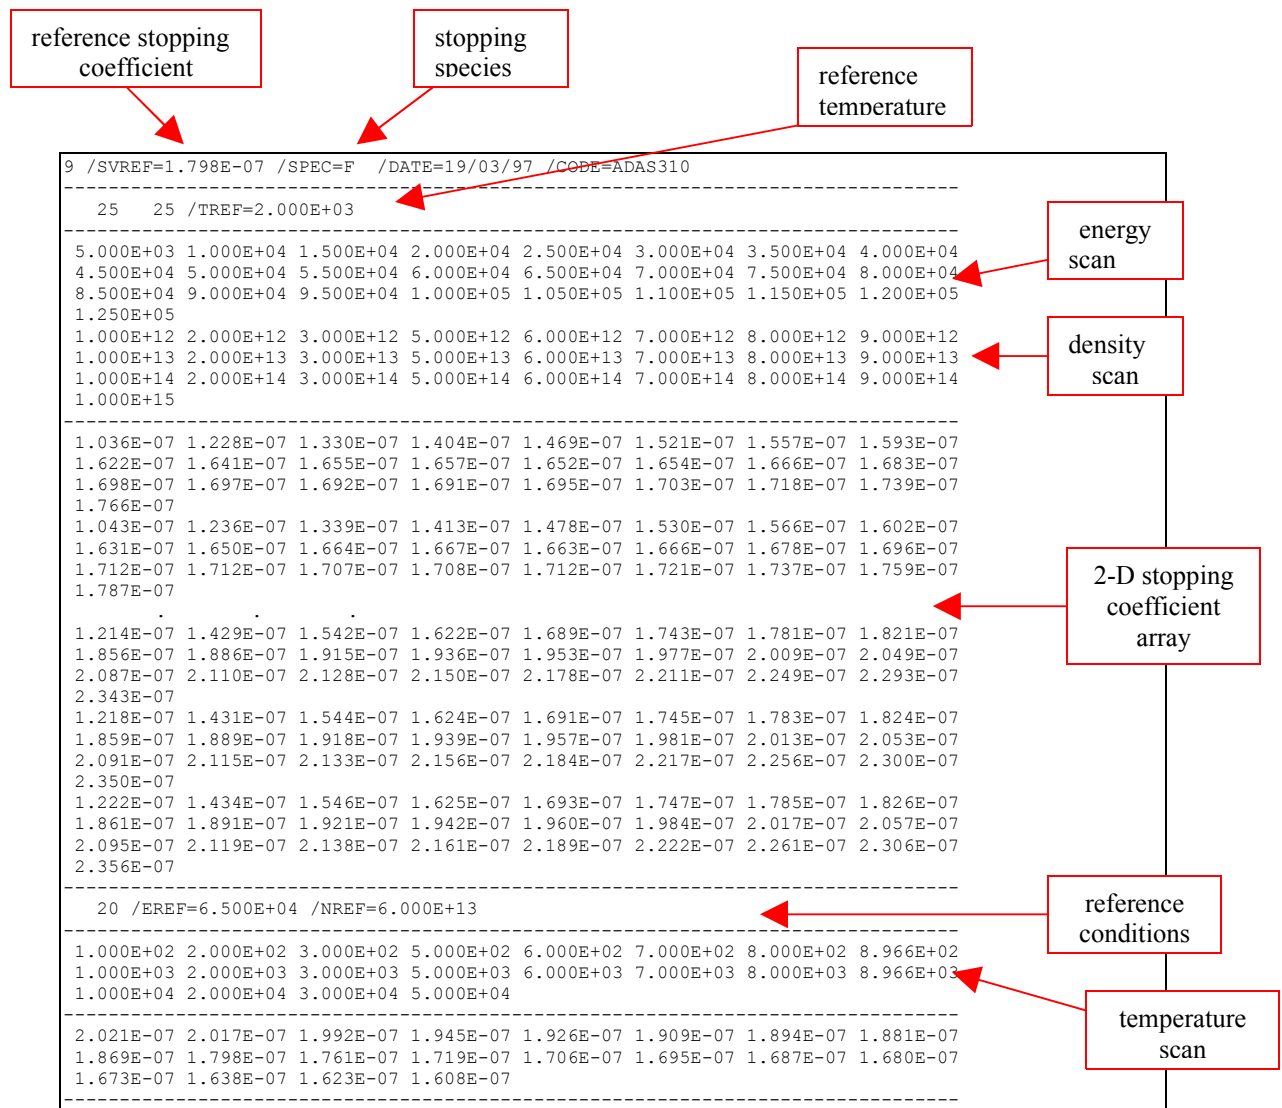 reference stopping
coefficient
stopping
species
reference
temperature
9 /SVREF=1.798E-07 /SPEC=F /DATE=19/03/97 /CODE=ADAS310
--------------------------------------------------------------------------------
25 25 /TREF=2.000E+03
--------------------------------------------------------------------------------
5.000E+03 1.000E+04 1.500E+04 2.000E+04 2.500E+04 3.000E+04 3.500E+04 4.000E+04
4.500E+04 5.000E+04 5.500E+04 6.000E+04 6.500E+04 7.000E+04 7.500E+04 8.000E+04
8.500E+04 9.000E+04 9.500E+04 1.000E+05 1.050E+05 1.100E+05 1.150E+05 1.200E+05
1.250E+05
energy
scan
1.000E+12 2.000E+12 3.000E+12 5.000E+12 6.000E+12 7.000E+12 8.000E+12 9.000E+12
1.000E+13 2.000E+13 3.000E+13 5.000E+13 6.000E+13 7.000E+13 8.000E+13 9.000E+13
1.000E+14 2.000E+14 3.000E+14 5.000E+14 6.000E+14 7.000E+14 8.000E+14 9.000E+14
1.000E+15
density
scan
--------------------------------------------------------------------------------
1.036E-07 1.228E-07 1.330E-07 1.404E-07 1.469E-07 1.521E-07 1.557E-07 1.593E-07
1.622E-07 1.641E-07 1.655E-07 1.657E-07 1.652E-07 1.654E-07 1.666E-07 1.683E-07
1.698E-07 1.697E-07 1.692E-07 1.691E-07 1.695E-07 1.703E-07 1.718E-07 1.739E-07
1.766E-07
1.043E-07 1.236E-07 1.339E-07 1.413E-07 1.478E-07 1.530E-07 1.566E-07 1.602E-07
1.631E-07 1.650E-07 1.664E-07 1.667E-07 1.663E-07 1.666E-07 1.678E-07 1.696E-07
1.712E-07 1.712E-07 1.707E-07 1.708E-07 1.712E-07 1.721E-07 1.737E-07 1.759E-07
1.787E-07
. . .
1.214E-07 1.429E-07 1.542E-07 1.622E-07 1.689E-07 1.743E-07 1.781E-07 1.821E-07
1.856E-07 1.886E-07 1.915E-07 1.936E-07 1.953E-07 1.977E-07 2.009E-07 2.049E-07
2.087E-07 2.110E-07 2.128E-07 2.150E-07 2.178E-07 2.211E-07 2.249E-07 2.293E-07
2.343E-07
1.218E-07 1.431E-07 1.544E-07 1.624E-07 1.691E-07 1.745E-07 1.783E-07 1.824E-07
1.859E-07 1.889E-07 1.918E-07 1.939E-07 1.957E-07 1.981E-07 2.013E-07 2.053E-07
2.091E-07 2.115E-07 2.133E-07 2.156E-07 2.184E-07 2.217E-07 2.256E-07 2.300E-07
2.350E-07
1.222E-07 1.434E-07 1.546E-07 1.625E-07 1.693E-07 1.747E-07 1.785E-07 1.826E-07
1.861E-07 1.891E-07 1.921E-07 1.942E-07 1.960E-07 1.984E-07 2.017E-07 2.057E-07
2.095E-07 2.119E-07 2.138E-07 2.161E-07 2.189E-07 2.222E-07 2.261E-07 2.306E-07
2.356E-07
2-D stopping
coefficient
array
--------------------------------------------------------------------------------
20 /EREF=6.500E+04 /NREF=6.000E+13
reference
conditions
--------------------------------------------------------------------------------
1.000E+02 2.000E+02 3.000E+02 5.000E+02 6.000E+02 7.000E+02 8.000E+02 8.966E+02
1.000E+03 2.000E+03 3.000E+03 5.000E+03 6.000E+03 7.000E+03 8.000E+03 8.966E+03
1.000E+04 2.000E+04 3.000E+04 5.000E+04
temperature
scan
--------------------------------------------------------------------------------
2.021E-07 2.017E-07 1.992E-07 1.945E-07 1.926E-07 1.909E-07 1.894E-07 1.881E-07
1.869E-07 1.798E-07 1.761E-07 1.719E-07 1.706E-07 1.695E-07 1.687E-07 1.680E-07
1.673E-07 1.638E-07 1.623E-07 1.608E-07
--------------------------------------------------------------------------------